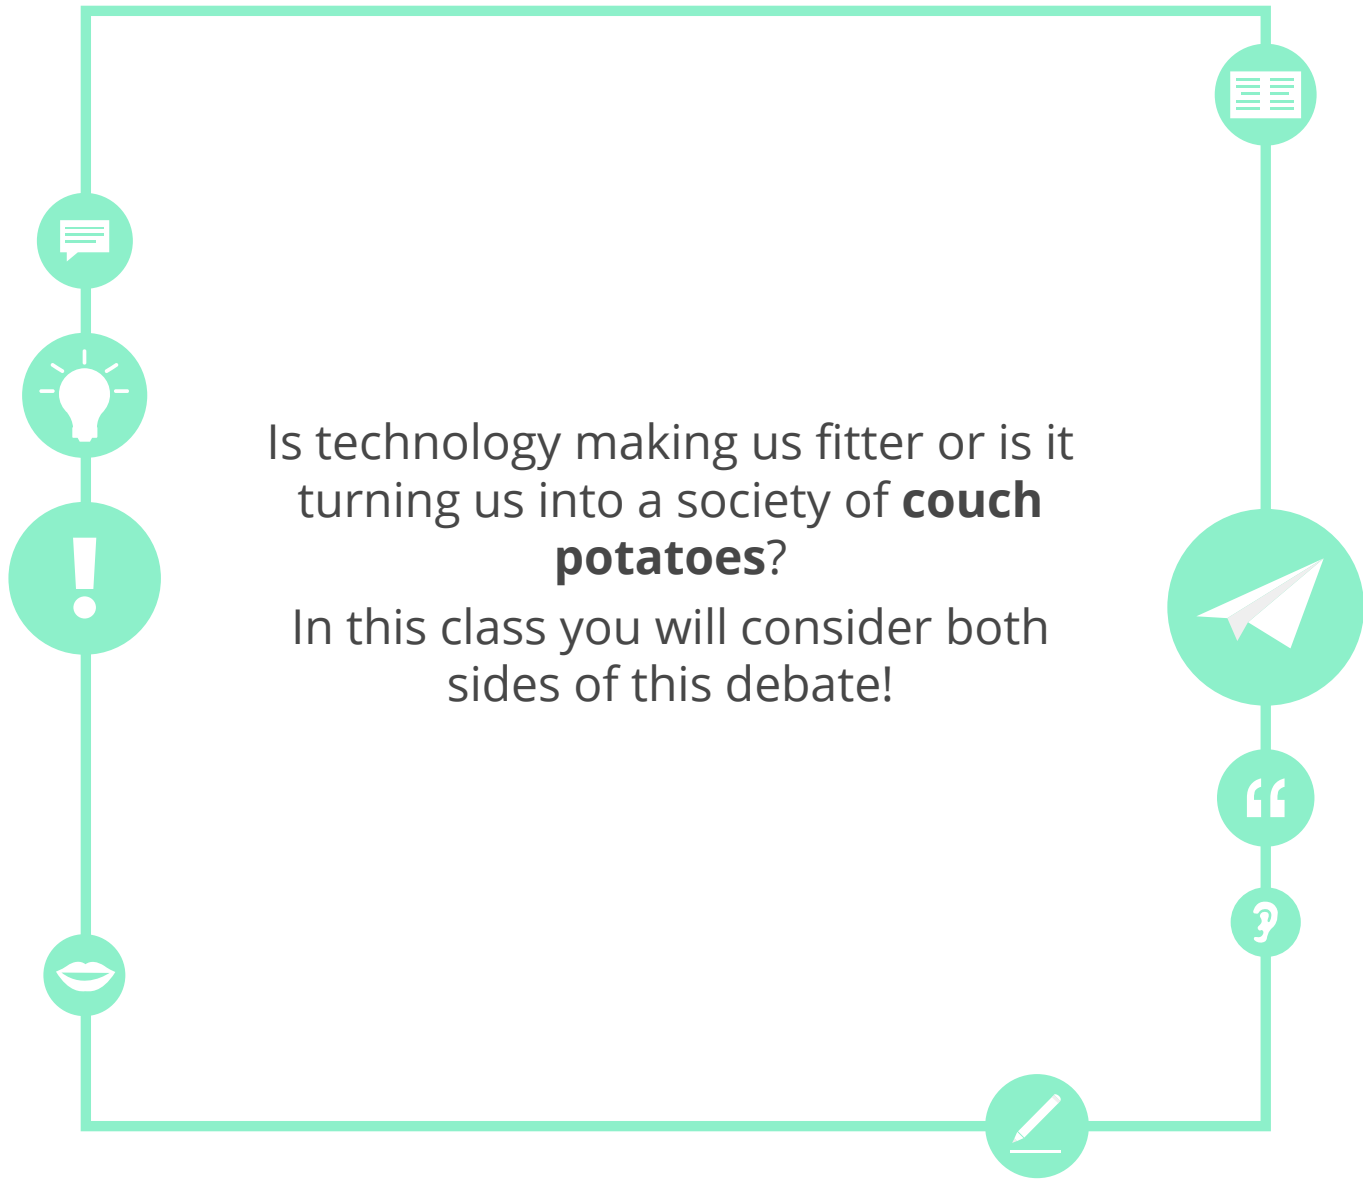 Is technology making us fitter or is it
turning us into a society of couch
potatoes?
In this class you will consider both
sides of this debate!